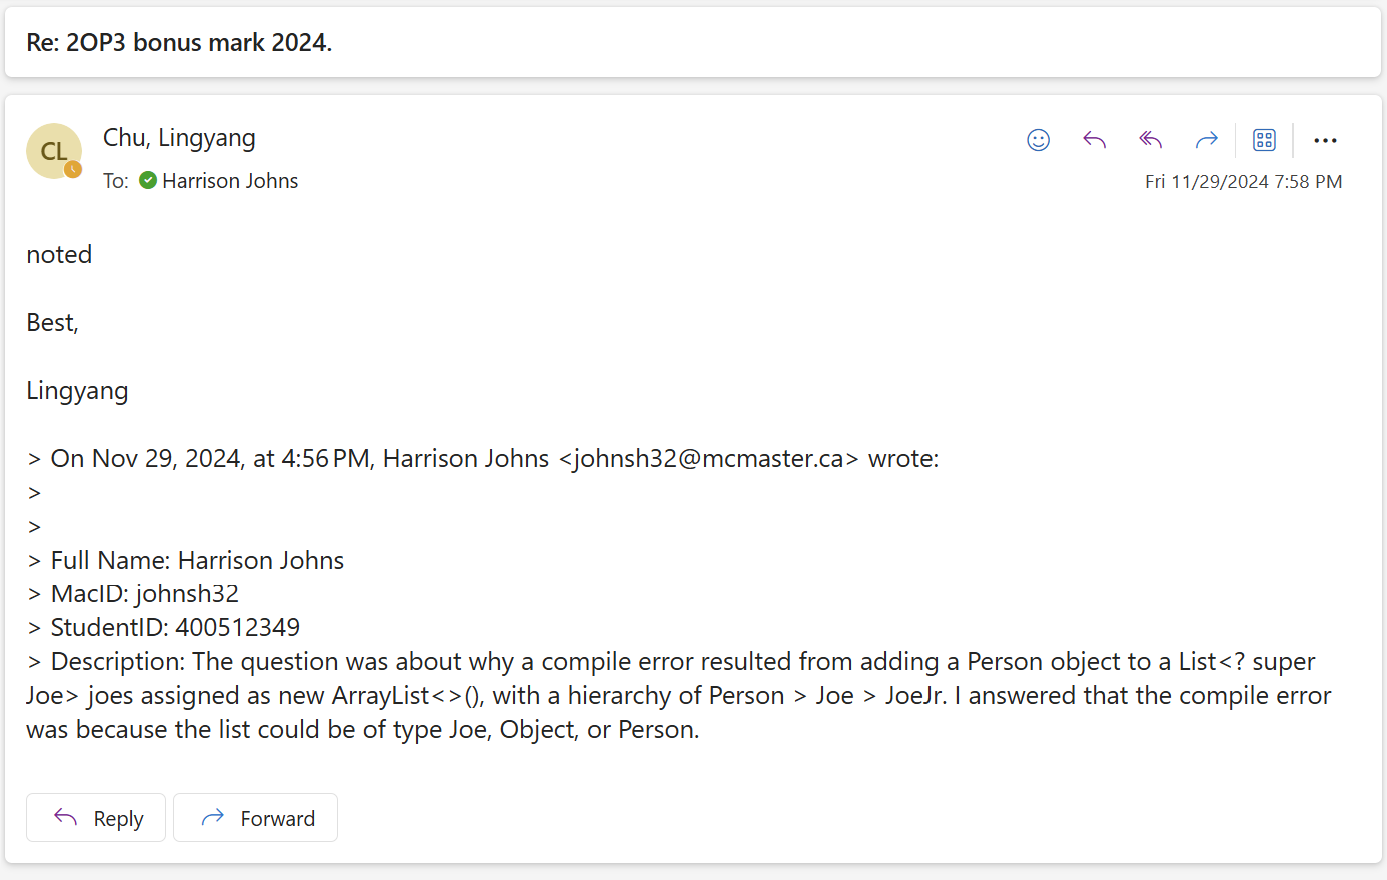 Re: 2OP3 bonus mark 2024.
CL
Chu, Lingyang
To: Harrison Johns
Fri 11/29/2024 7:58 PM
noted
Best,
Lingyang
> On Nov 29, 2024, at 4:56 PM, Harrison Johns <johnsh32@mcmaster.ca> wrote:
>
>
> Full Name: Harrison Johns
> MacID: johnsh32
> StudentID: 400512349
> Description: The question was about why a compile error resulted from adding a Person object to a List<? super
Joe> joes assigned as new ArrayList<>(), with a hierarchy of Person > Joe > JoeJr. I answered that the compile error
was because the list could be of type Joe, Object, or Person.
Reply
Forward